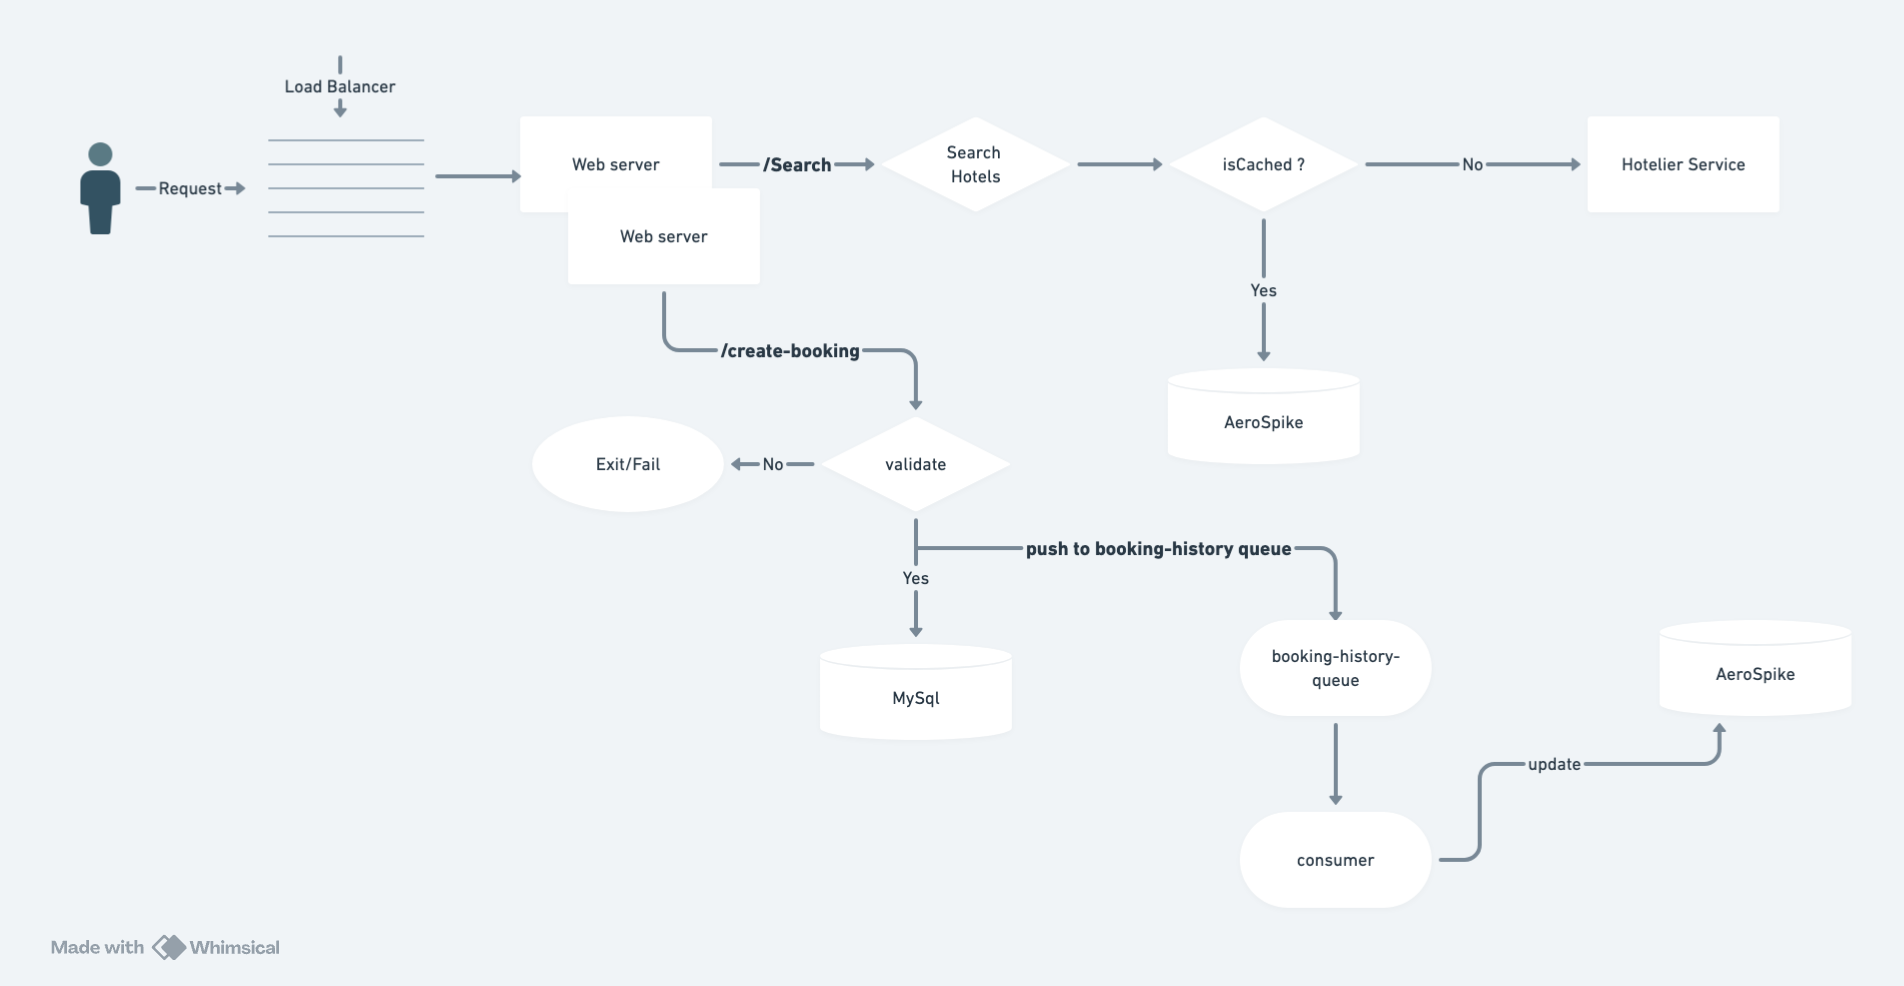 Load Balancer
Request
Web server
Web server
/Search
Search
Hotels
isCached ?
No
Hotelier Service
Yes
AeroSpike
/create-booking
validate
No
Exit/Fail
Yes
MySql
push to booking-history queue
booking-history-
queue
consumer
update
AeroSpike
Made with Whimsical